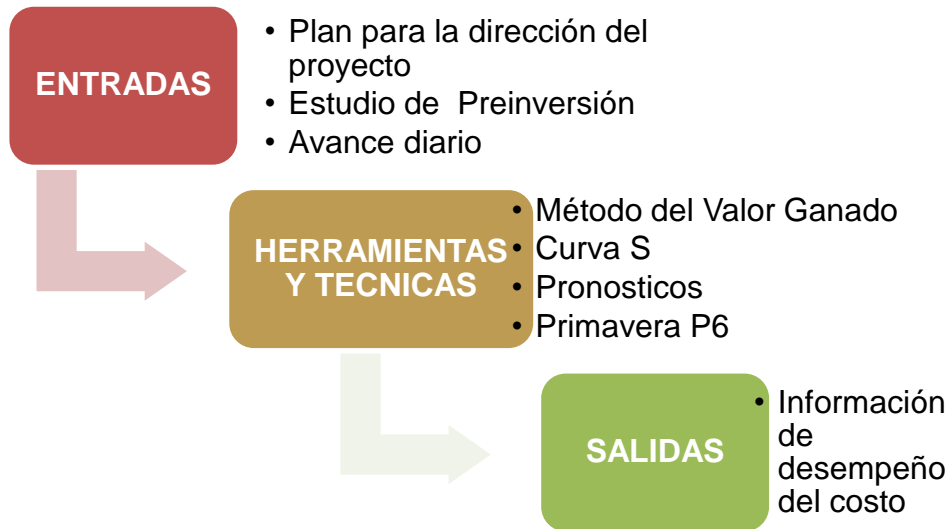 ENTRADAS
• Plan para la dirección del
proyecto
• Estudio de Preinversión
• Avance diario
HERRAMIENTAS
Y TECNICAS
• Método del Valor Ganado
• Curva S
• Pronosticos
• Primavera P6
SALIDAS
• Información
de
desempeño
del costo